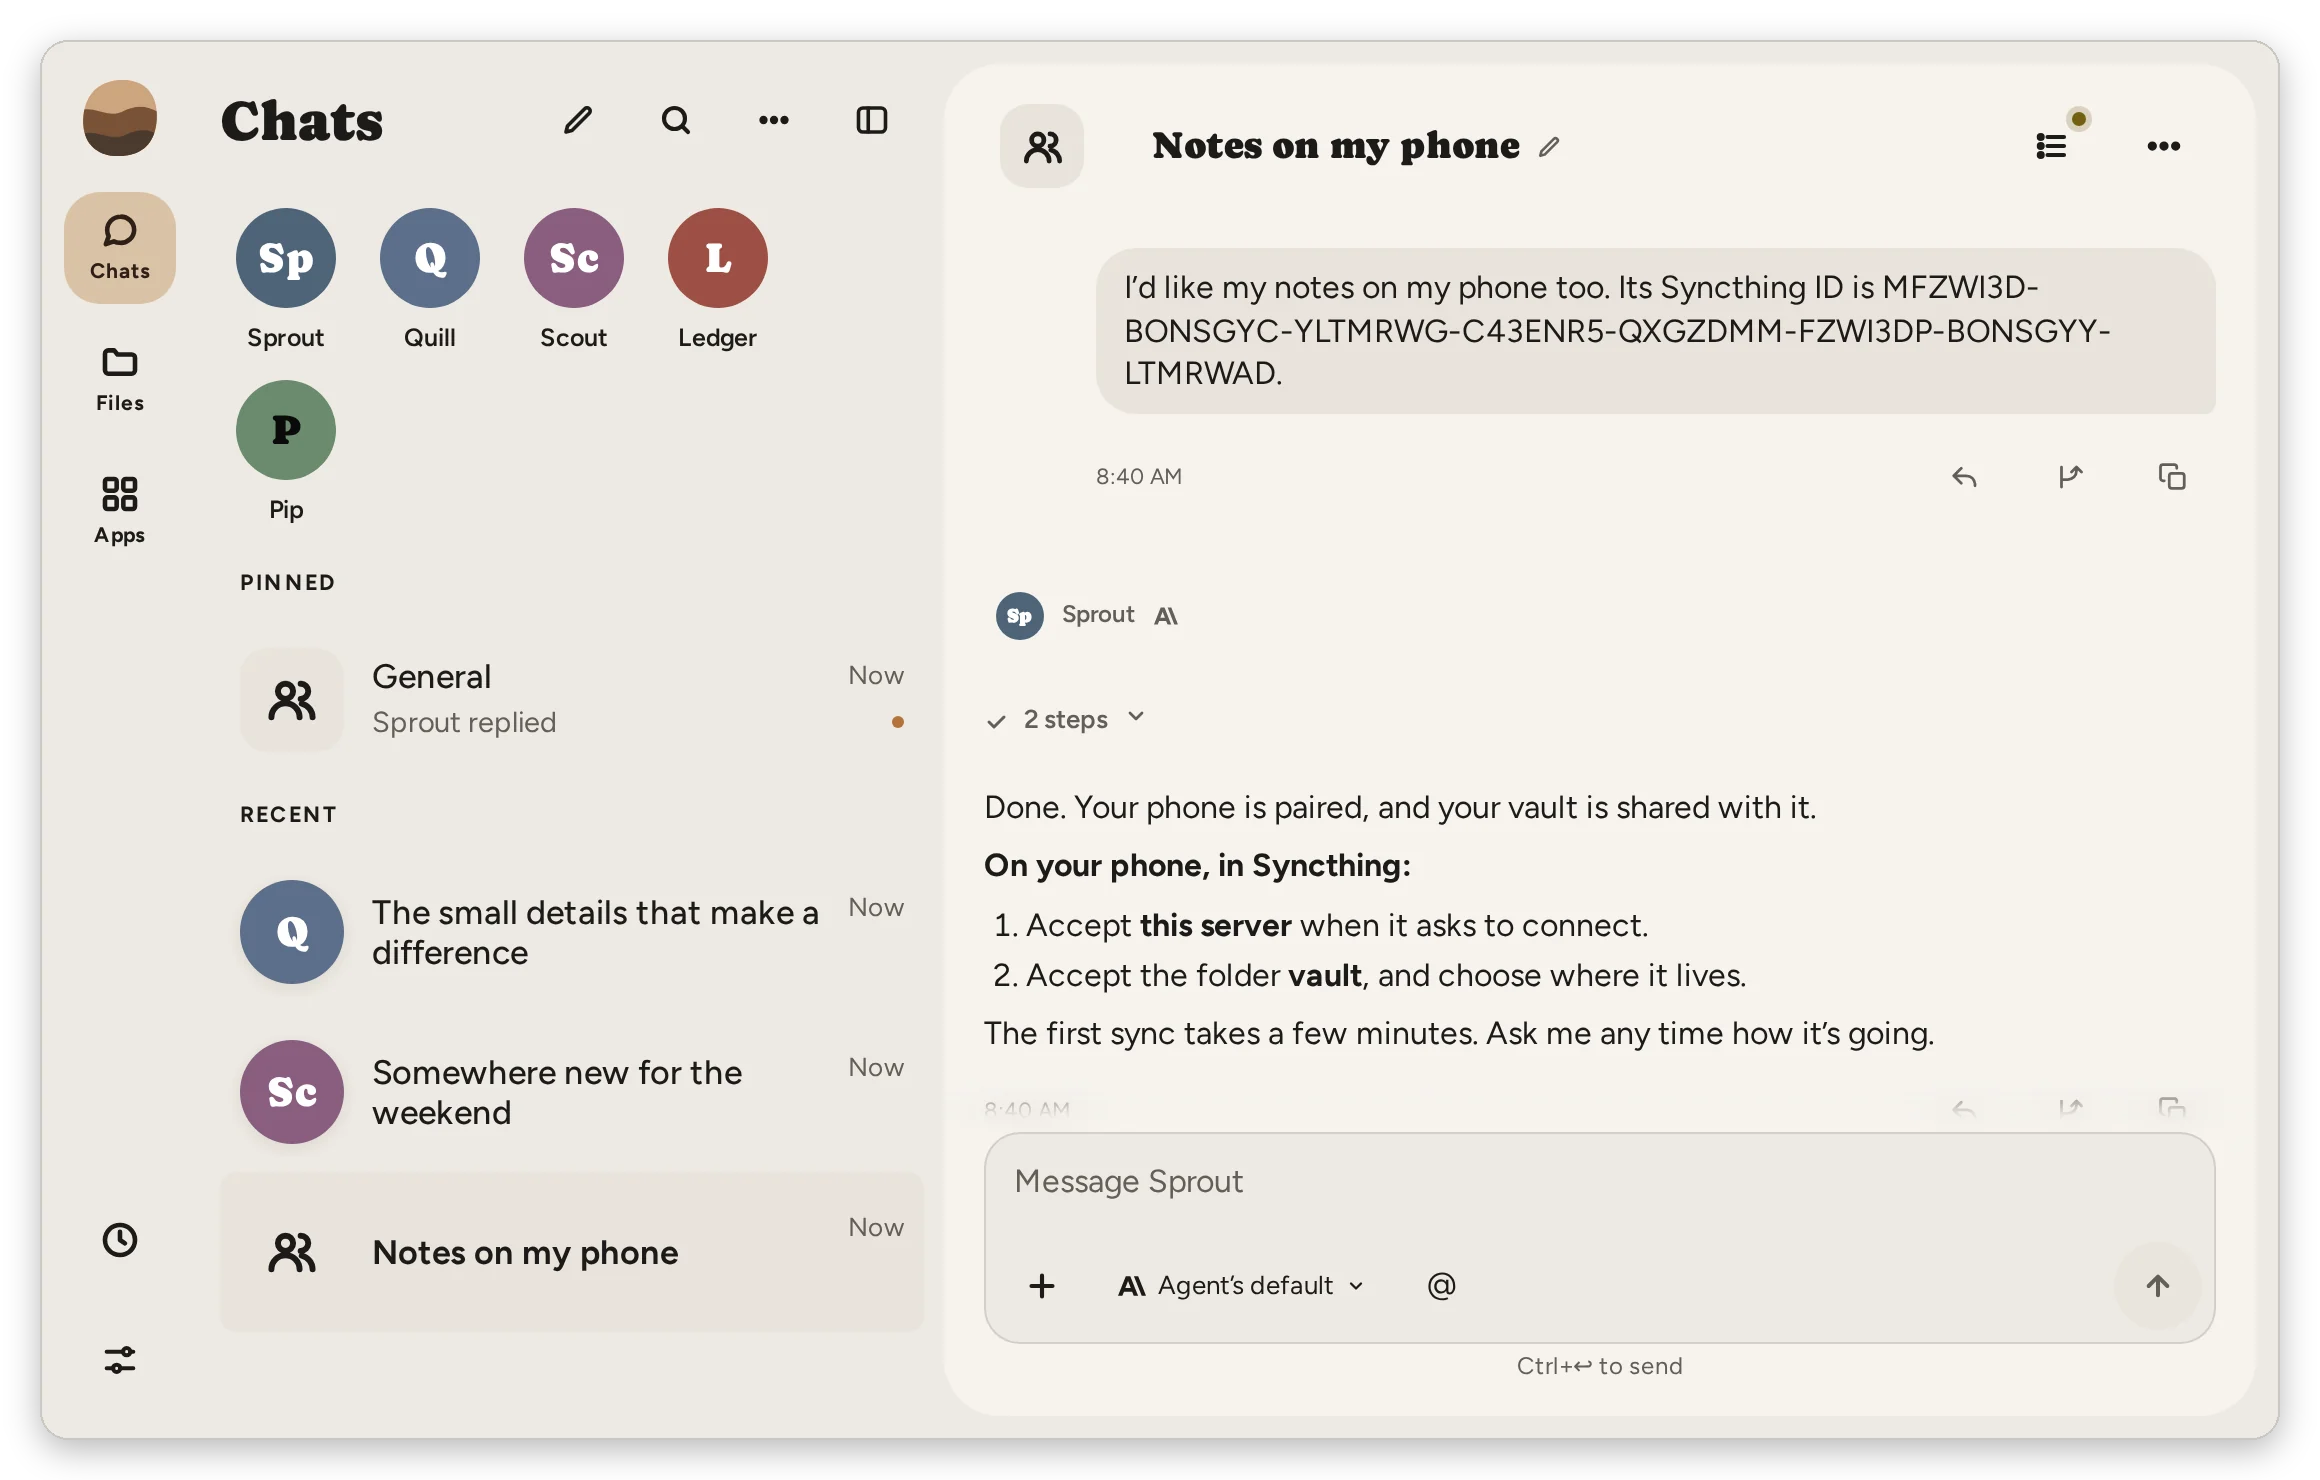 Chats
Chats
Files
Apps
Sp
Q
Sc
L
Sprout
Quill
Scout
Ledger
P
Pip
PINNED
General
Now
Sprout replied
RECENT
Q
The small details that make a
difference
Now
Sc
Somewhere new for the
weekend
Now
Notes on my phone
Now
Notes on my phone
I’d like my notes on my phone too. Its Syncthing ID is MFZWI3D-
BONSGYC-YLTMRWG-C43ENR5-QXGZDMM-FZWI3DP-BONSGYY-
LTMRWAD.
8:40 AM
Sp
Sprout
2 steps
Done. Your phone is paired, and your vault is shared with it.
On your phone, in Syncthing:
1. Accept this server when it asks to connect.
2. Accept the folder vault, and choose where it lives.
The first sync takes a few minutes. Ask me any time how it’s going.
8:40 AM
Message Sprout
Agent’s default
@
Ctrl+↩ to send